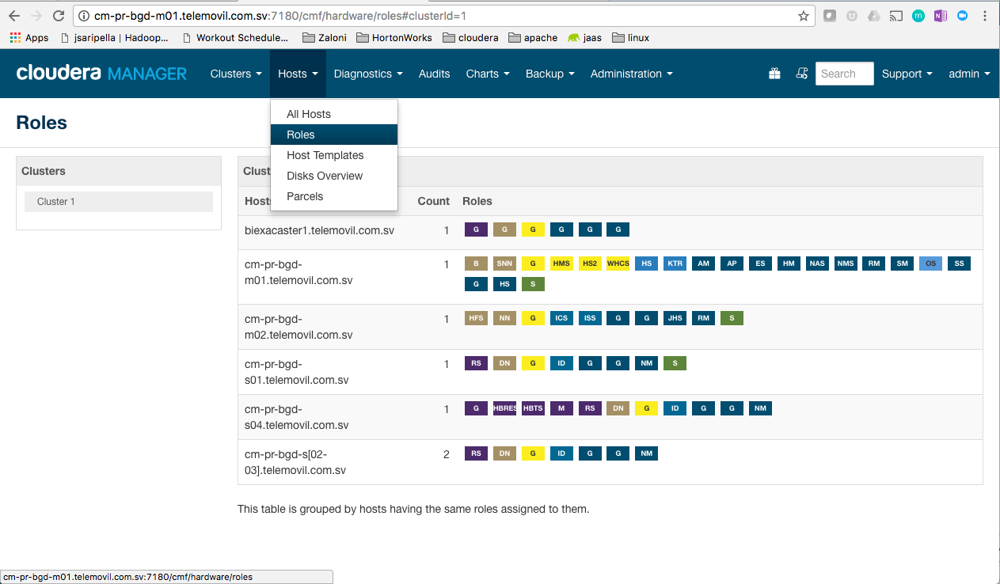 cm-pr-bgd-m01.telemovil.com.sv:7180/cmf/hardware/roles#clusterId=1
Apps jsaripella | Hadoop... Workout Schedule... Zaloni HortonWorks cloudera apache jaas linux
cloudera MANAGER Clusters Hosts Diagnostics Audits Charts Backup Administration Search Support admin
All Hosts
Roles
Host Templates
Disks Overview
Parcels
Roles
Clusters
Cluster 1
Clust
Hosts Count Roles
biexacaster1.telemovil.com.sv 1 G G G G G G
cm-pr-bgd-
m01.telemovil.com.sv 1 B SNN G HMS HS2 WHCS HS KTR AM AP ES HM NAS NMS RM SM OS SS
G HS S
cm-pr-bgd-
m02.telemovil.com.sv 1 HFS NN G ICS ISS G G JHS RM S
cm-pr-bgd-
s01.telemovil.com.sv 1 RS DN G ID G G NM S
cm-pr-bgd-
s04.telemovil.com.sv 1 G HBRES HBTS M RS DN G ID G G NM
cm-pr-bgd-s[02-
03].telemovil.com.sv 2 RS DN G ID G G NM
This table is grouped by hosts having the same roles assigned to them.
cm-pr-bgd-m01.telemovil.com.sv:7180/cmf/hardware/roles